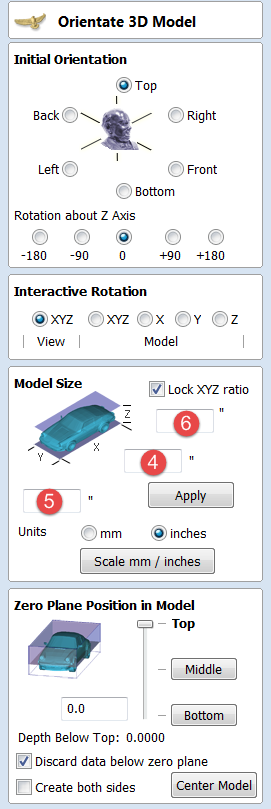 Orientate 3D Model
Initial Orientation
Top
Back
Right
Left
Front
Bottom
Rotation about Z Axis
-180 -90 0 +90 +180
Interactive Rotation
XYZ XYZ X Y Z
View Model
Model Size
Lock XYZ ratio
Z
6 "
Y X
4 "
5 "
Apply
Units mm inches
Scale mm / inches
Zero Plane Position in Model
Top
Middle
0.0
Bottom
Depth Below Top: 0.0000
Discard data below zero plane
Create both sides
Center Model